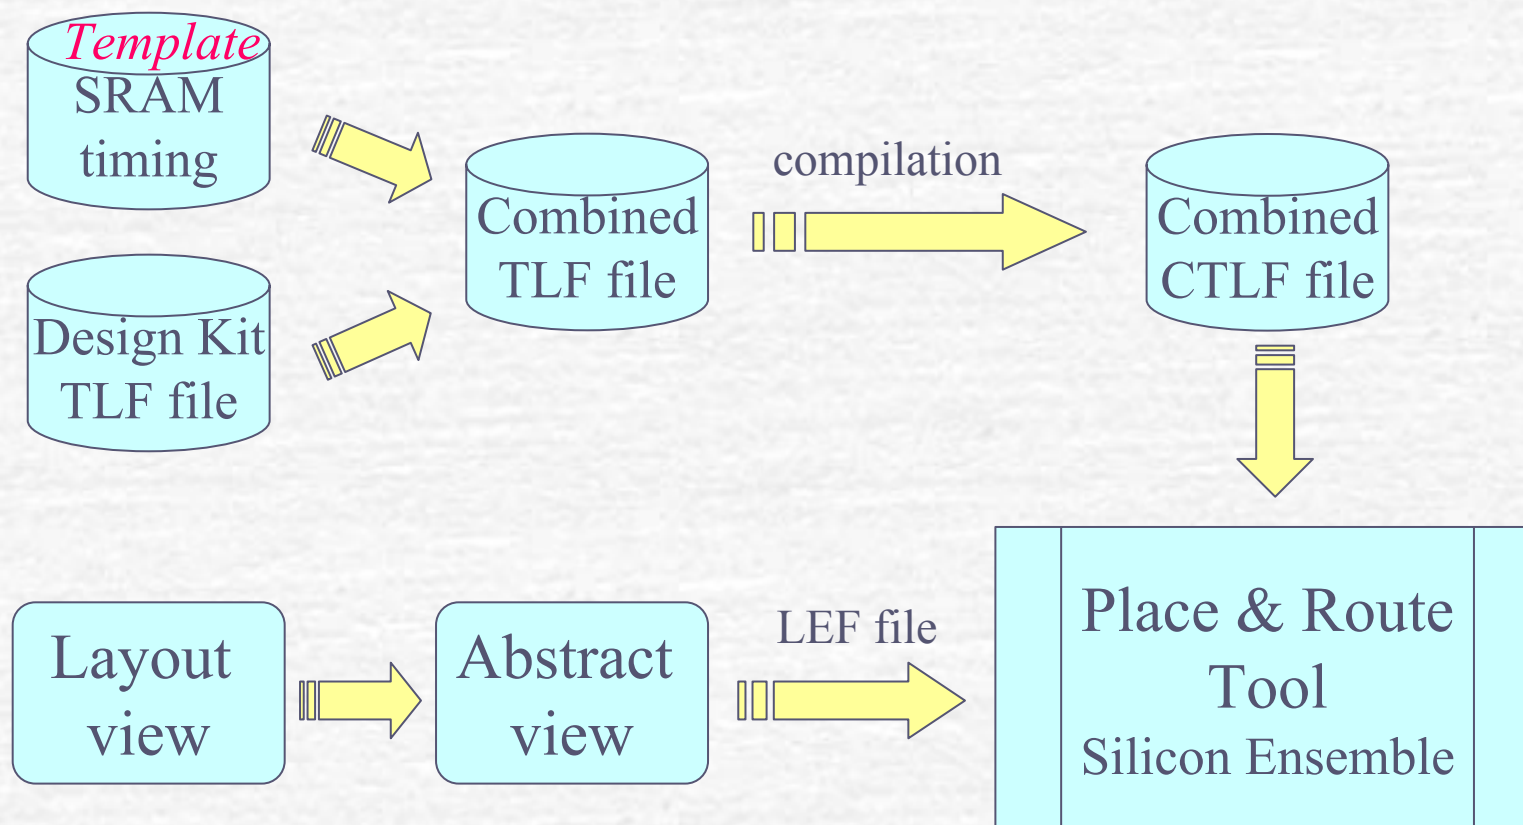 Template
SRAM
timing
compilation
Combined
TLF file
Combined
CTLF file
Design Kit
TLF file
Layout
view
Abstract
view
LEF file
Place & Route
Tool
Silicon Ensemble